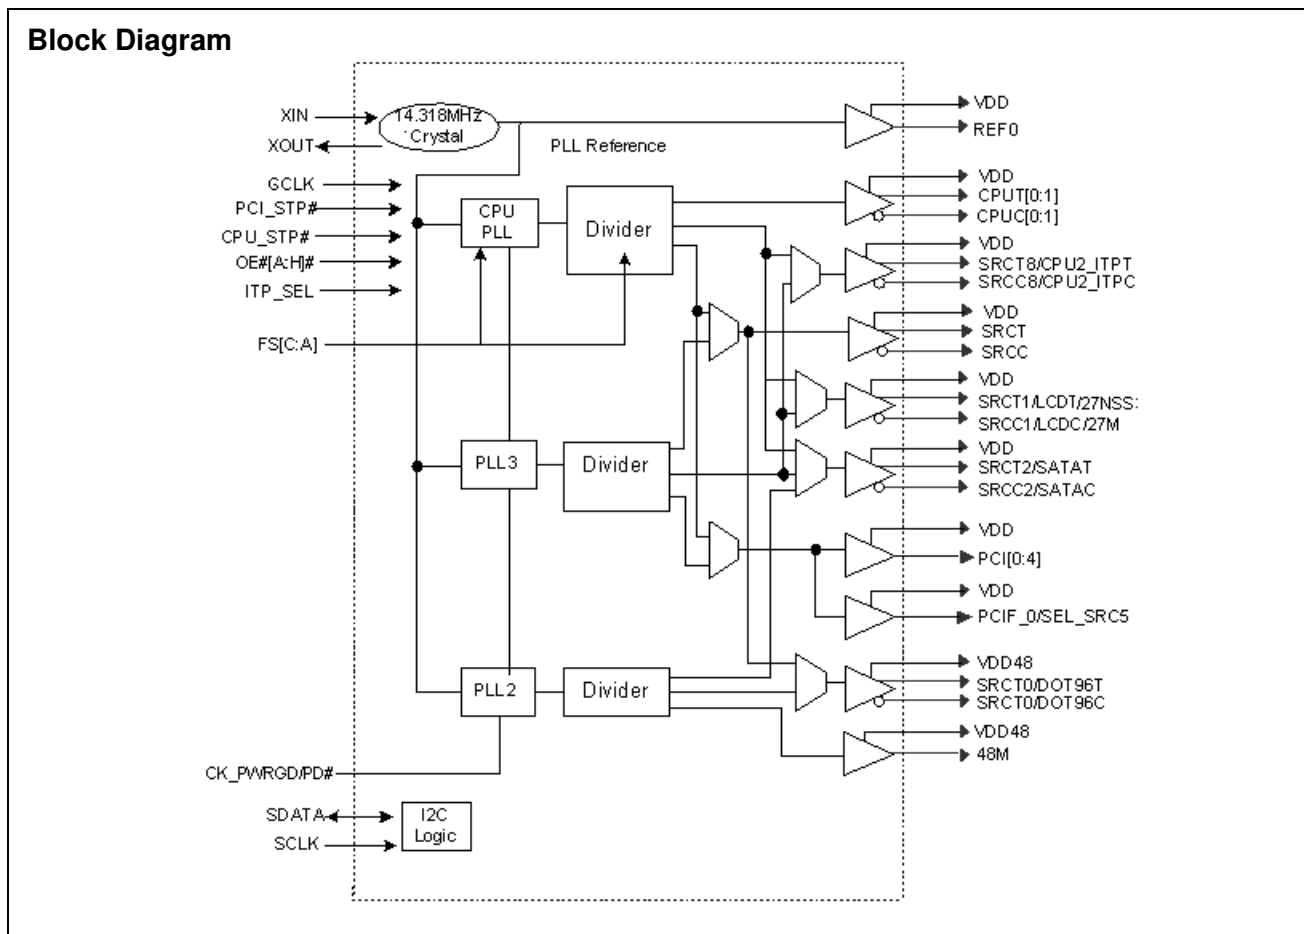 Block Diagram
XIN
XOUT
14.318MHz
Crystal
PLL Reference
VDD
REF0
GCLK
PCI_STP#
CPU_STP#
OE#[A:H]#
ITP_SEL
FS[C:A]
CPU
PLL
Divider
VDD
CPUT[0:1]
CPUC[0:1]
VDD
SRCT8/CPU2_ITPT
SRCC8/CPU2_ITPC
VDD
SRCT
SRCC
VDD
SRCT1/LCDT/27NSS:
SRCC1/LCDC/27M
PLL3
Divider
VDD
SRCT2/SATAT
SRCC2/SATAC
VDD
PCI[0:4]
VDD
PCIF_0/SEL_SRC5
PLL2
Divider
VDD48
SRCT0/DOT96T
SRCT0/DOT96C
VDD48
48M
CK_PWRGD/PD#
SDATA
SCLK
I2C
Logic